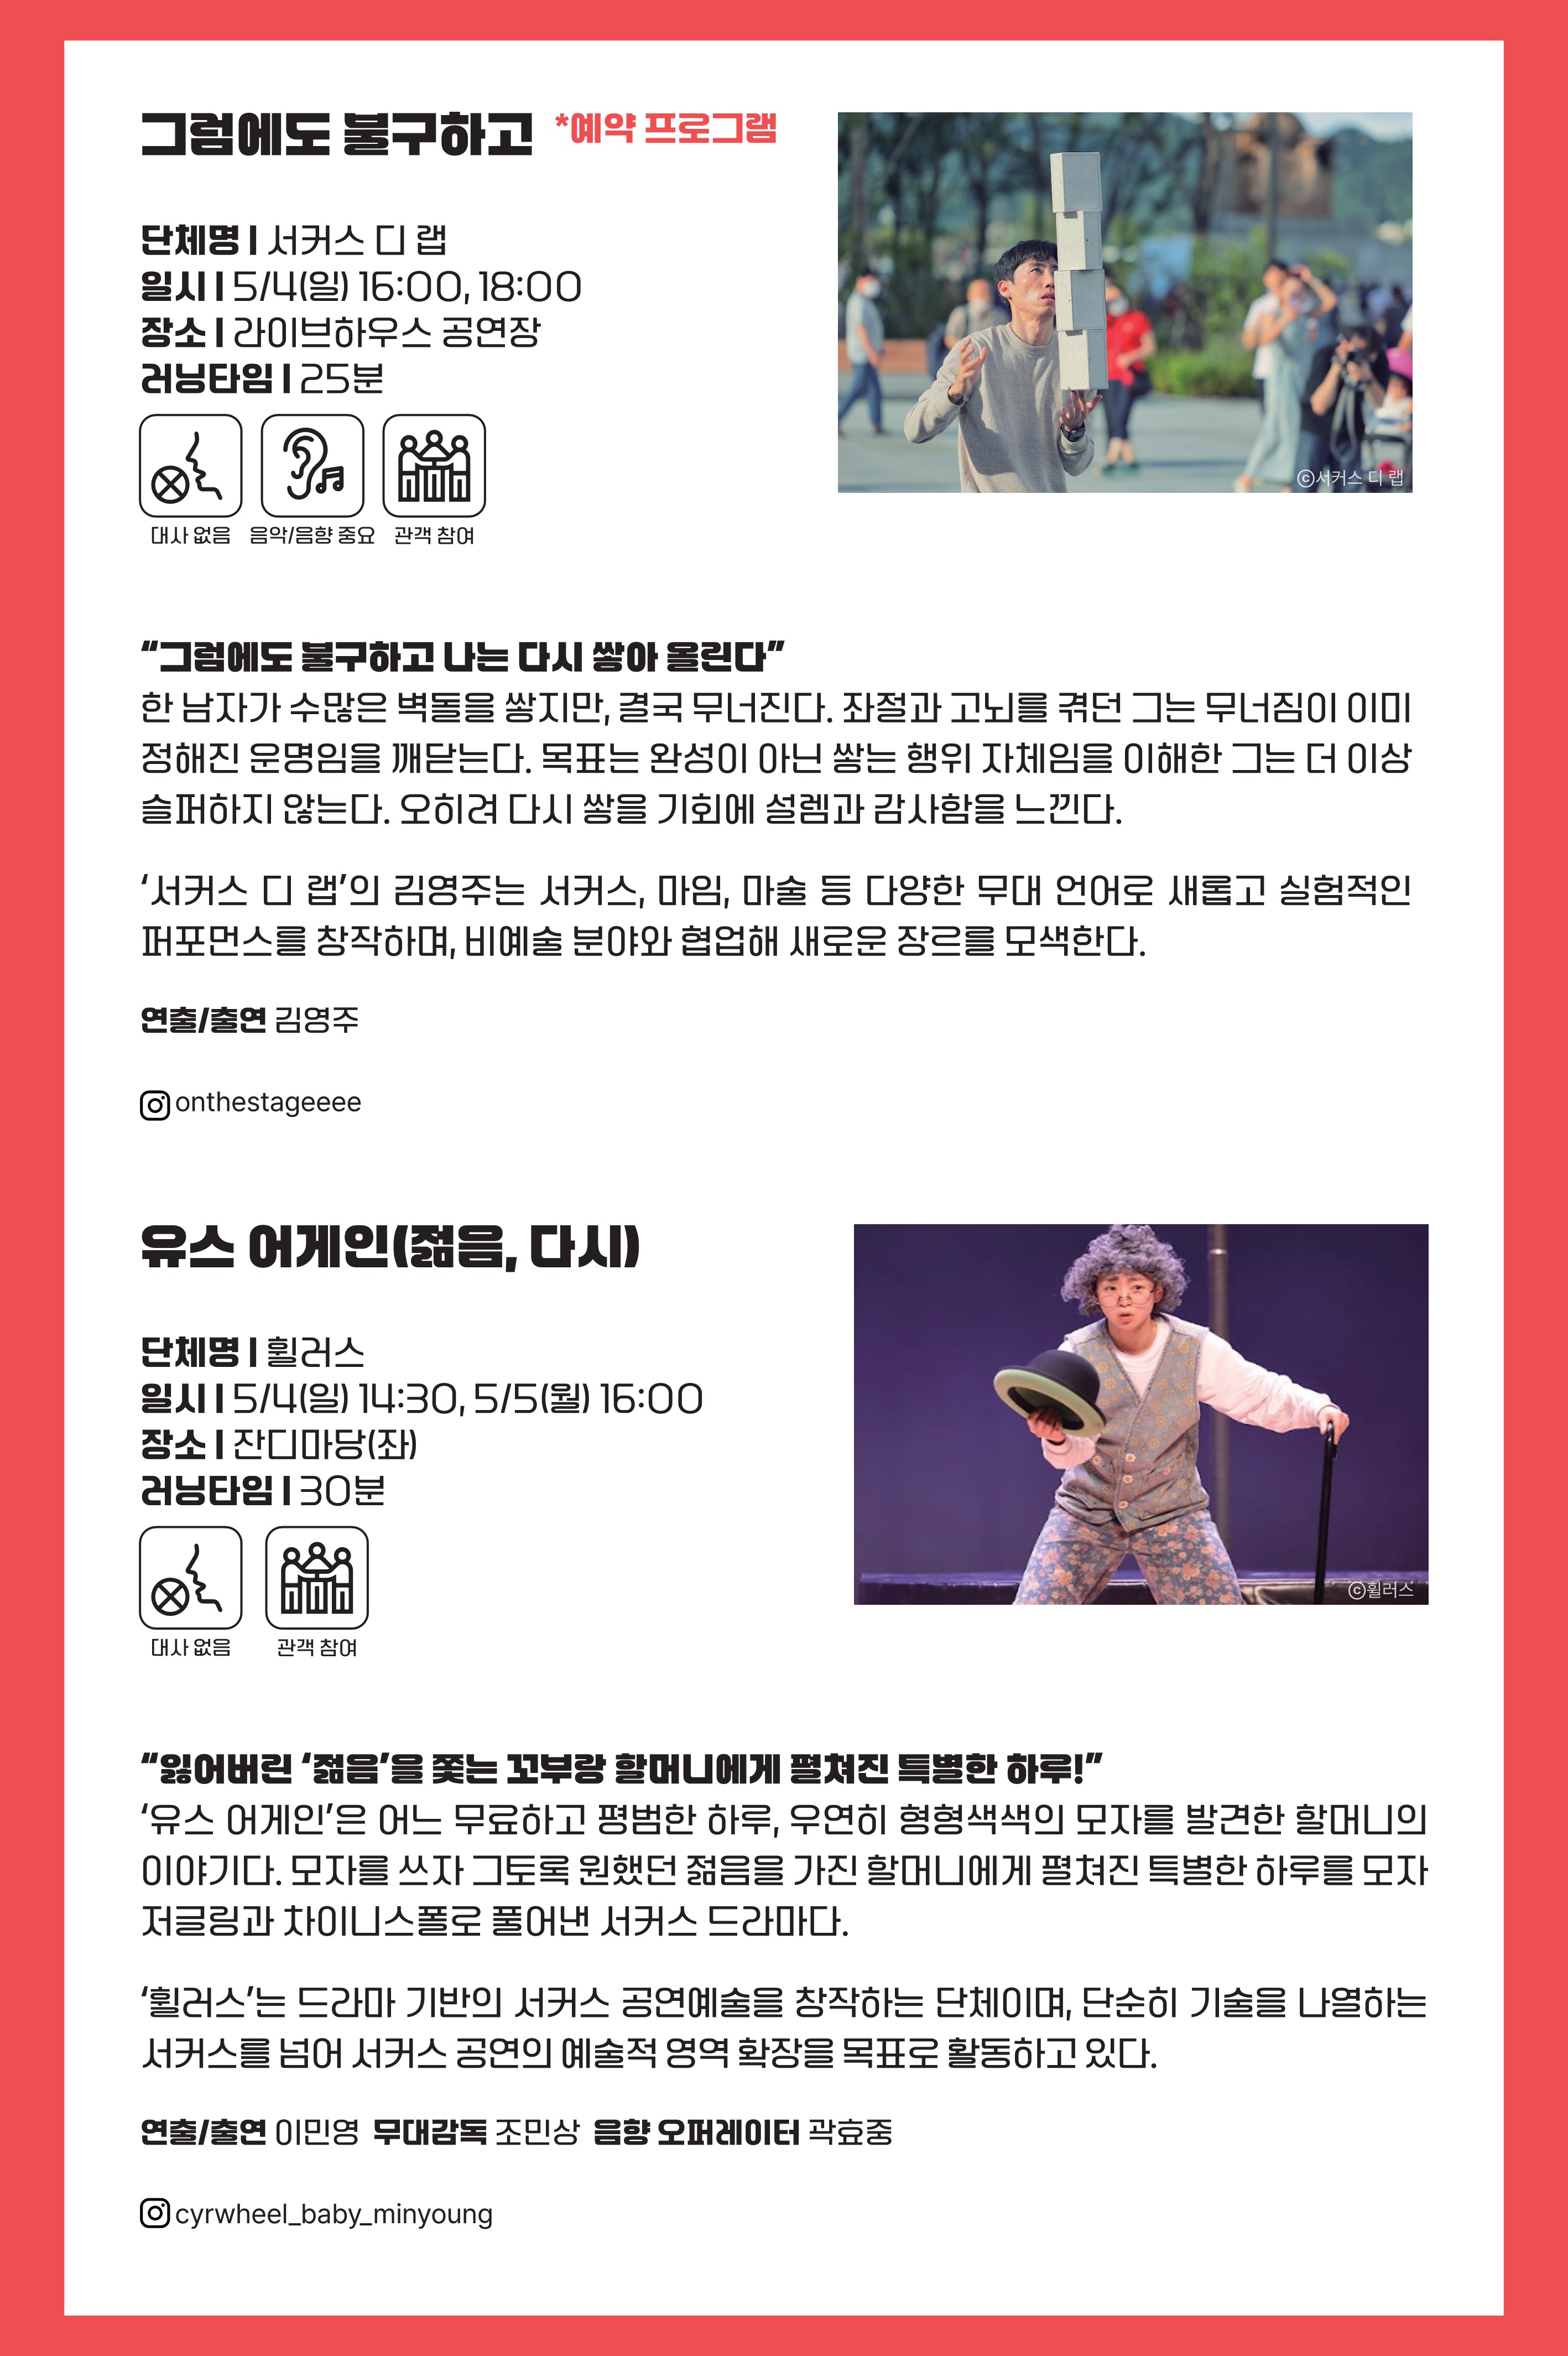 그럼에도 불구하고 *예약 프로그램
단체명 | 서커스 디 랩
일시 | 5/4(일) 16:00, 18:00
장소 | 라이브하우스 공연장
러닝타임 | 25분
대사 없음 음악/음향 중요 관객 참여
ⓒ서커스 디 랩
“그럼에도 불구하고 나는 다시 쌓아 올린다”
한 남자가 수많은 벽돌을 쌓지만, 결국 무너진다. 좌절과 고뇌를 겪던 그는 무너짐이 이미
정해진 운명임을 깨닫는다. 목표는 완성이 아닌 쌓는 행위 자체임을 이해한 그는 더 이상
슬퍼하지 않는다. 오히려 다시 쌓을 기회에 설렘과 감사함을 느낀다.
‘서커스 디 랩’의 김영주는 서커스, 마임, 마술 등 다양한 무대 언어로 새롭고 실험적인
퍼포먼스를 창작하며, 비예술 분야와 협업해 새로운 장르를 모색한다.
연출/출연 김영주
onthestageeee
유스 어게인(젊음, 다시)
단체명 | 휠러스
일시 | 5/4(일) 14:30, 5/5(월) 16:00
장소 | 잔디마당(좌)
러닝타임 | 30분
대사 없음 관객 참여
ⓒ휠러스
“잃어버린 ‘젊음’을 쫓는 꼬부랑 할머니에게 펼쳐진 특별한 하루!”
‘유스 어게인’은 어느 무료하고 평범한 하루, 우연히 형형색색의 모자를 발견한 할머니의
이야기다. 모자를 쓰자 그토록 원했던 젊음을 가진 할머니에게 펼쳐진 특별한 하루를 모자
저글링과 차이니스폴로 풀어낸 서커스 드라마다.
‘휠러스’는 드라마 기반의 서커스 공연예술을 창작하는 단체이며, 단순히 기술을 나열하는
서커스를 넘어 서커스 공연의 예술적 영역 확장을 목표로 활동하고 있다.
연출/출연 이민영 무대감독 조민상 음향 오퍼레이터 곽효중
cyrwheel_baby_minyoung